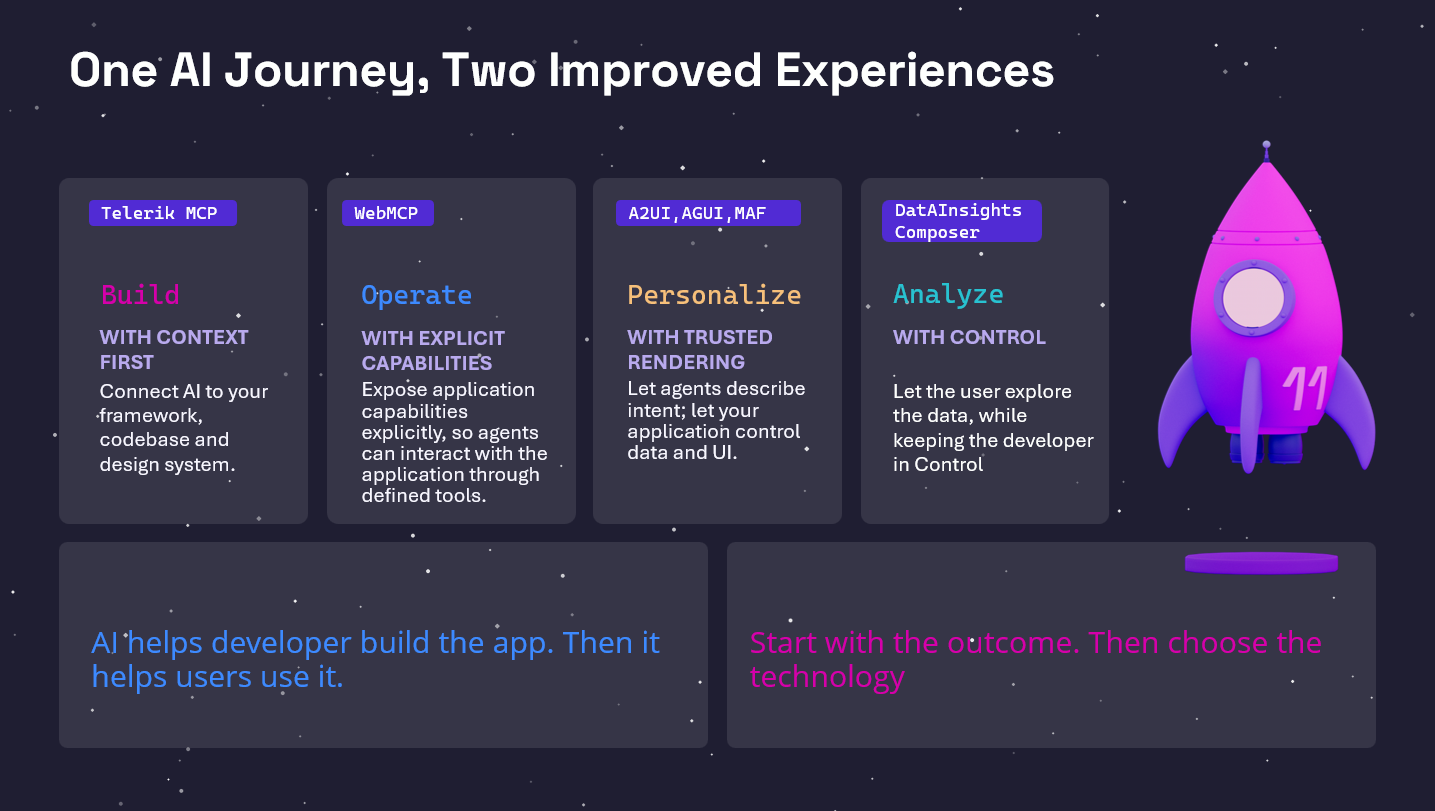 One AI Journey, Two Improved Experiences
Telerik MCP
Build
WITH CONTEXT
FIRST
Connect AI to your
framework,
codebase and
design system.
WebMCP
Operate
WITH EXPLICIT
CAPABILITIES
Expose application
capabilities
explicitly, so agents
can interact with the
application through
defined tools.
A2UI,AGUI,MAF
Personalize
WITH TRUSTED
RENDERING
Let agents describe
intent; let your
application control
data and UI.
DatAInsights
Composer
Analyze
WITH CONTROL
Let the user explore
the data, while
keeping the developer
in Control
11
AI helps developer build the app. Then it
helps users use it.
Start with the outcome. Then choose the
technology